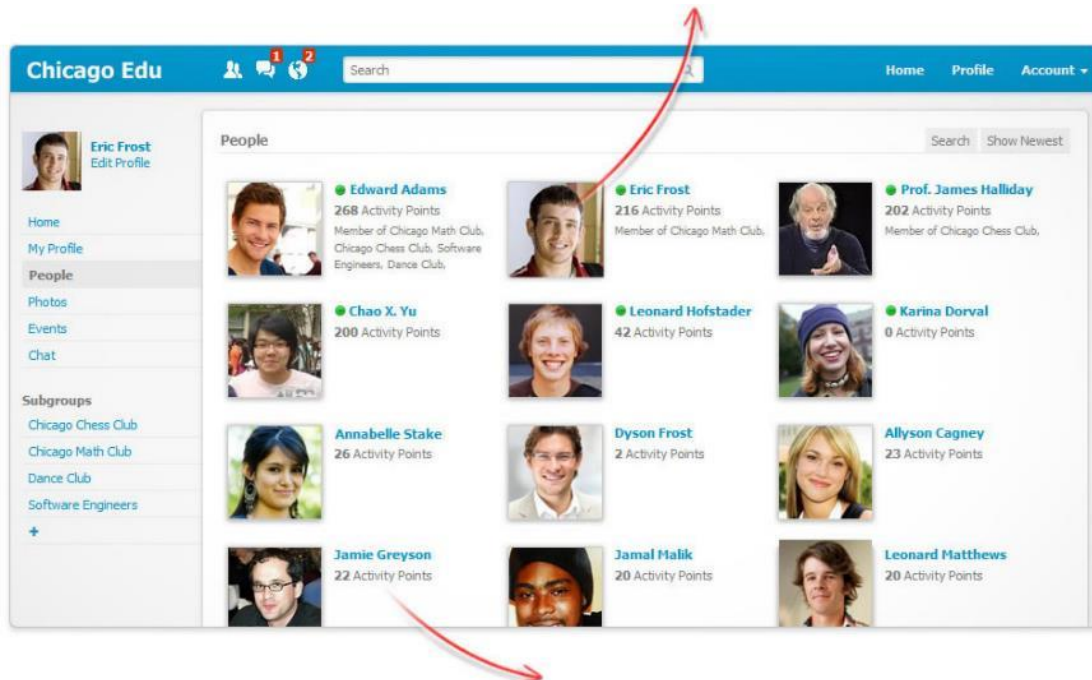 Chicago Edu
1
2
Search
Home Profile Account
Eric Frost
Edit Profile
Home
My Profile
People
Photos
Events
Chat
Subgroups
Chicago Chess Club
Chicago Math Club
Dance Club
Software Engineers
+
People
Search Show Newest
Edward Adams
268 Activity Points
Member of Chicago Math Club,
Chicago Chess Club, Software
Engineers, Dance Club,
Eric Frost
216 Activity Points
Member of Chicago Math Club,
Prof. James Halliday
202 Activity Points
Member of Chicago Chess Club,
Chao X. Yu
200 Activity Points
Leonard Hofstader
42 Activity Points
Karina Dorval
0 Activity Points
Annabelle Stake
26 Activity Points
Dyson Frost
2 Activity Points
Allyson Cagney
23 Activity Points
Jamie Greyson
22 Activity Points
Jamal Malik
20 Activity Points
Leonard Matthews
20 Activity Points